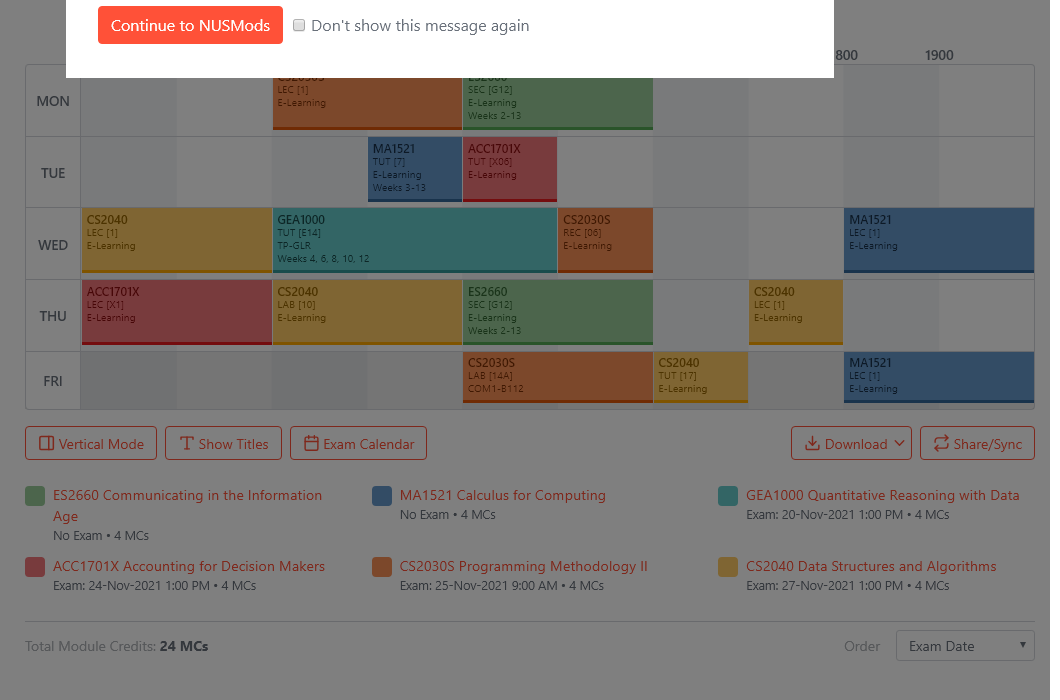 Continue to NUSMods Don't show this message again
800 1900
MON
CS2030S
LEC [1]
E-Learning
ES2660
SEC [G12]
E-Learning
Weeks 2-13
TUE
MA1521
TUT [7]
E-Learning
Weeks 3-13
ACC1701X
TUT [X06]
E-Learning
WED
CS2040
LEC [1]
E-Learning
GEA1000
TUT [E14]
TP-GLR
Weeks 4, 6, 8, 10, 12
CS2030S
REC [06]
E-Learning
MA1521
LEC [1]
E-Learning
THU
ACC1701X
LEC [X1]
E-Learning
CS2040
LAB [10]
E-Learning
ES2660
SEC [G12]
E-Learning
Weeks 2-13
CS2040
LEC [1]
E-Learning
FRI
CS2030S
LAB [14A]
COM1-B112
CS2040
TUT [17]
E-Learning
MA1521
LEC [1]
E-Learning
Vertical Mode Show Titles Exam Calendar Download Share/Sync
ES2660 Communicating in the Information
Age
No Exam • 4 MCs
MA1521 Calculus for Computing
No Exam • 4 MCs
GEA1000 Quantitative Reasoning with Data
Exam: 20-Nov-2021 1:00 PM • 4 MCs
ACC1701X Accounting for Decision Makers
Exam: 24-Nov-2021 1:00 PM • 4 MCs
CS2030S Programming Methodology II
Exam: 25-Nov-2021 9:00 AM • 4 MCs
CS2040 Data Structures and Algorithms
Exam: 27-Nov-2021 1:00 PM • 4 MCs
Total Module Credits: 24 MCs
Order Exam Date